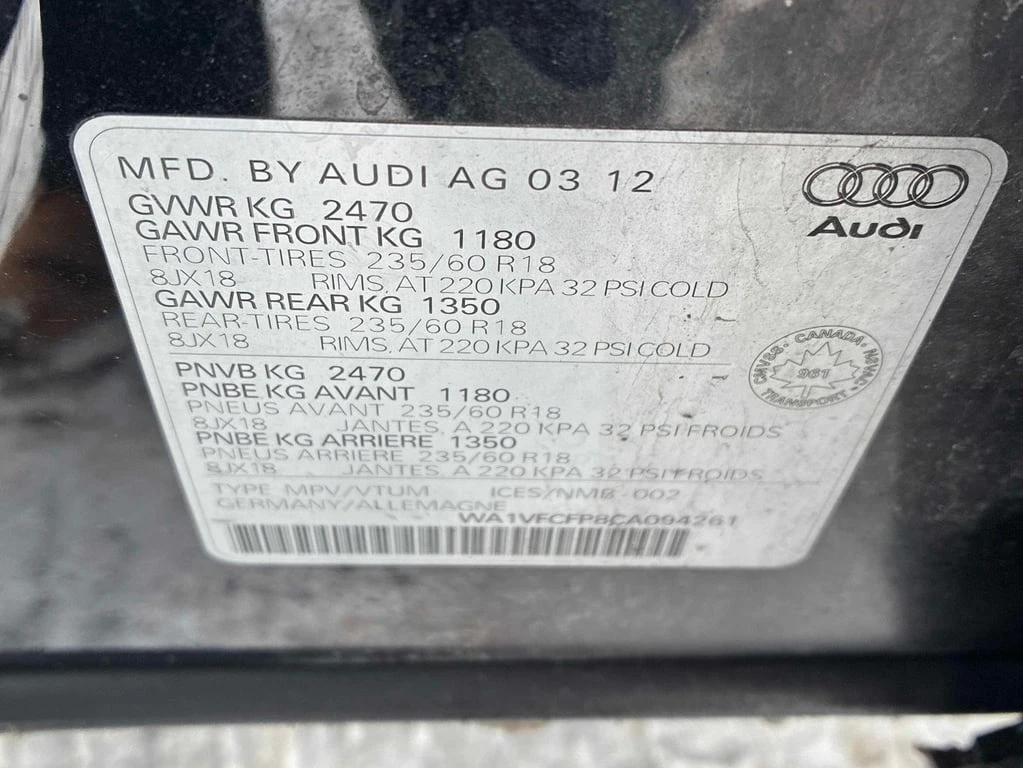 MFD. BY AUDI AG 03 12
Audi
GVWR KG 2470
GAWR FRONT KG 1180
FRONT-TIRES 235/60 R18
8JX18 RIMS, AT 220 KPA 32 PSI COLD
GAWR REAR KG 1350
REAR-TIRES 235/60 R18
8JX18 RIMS, AT 220 KPA 32 PSI COLD
CMVSS · CANADA · NSVAC
961
TRANSPORT
PNVB KG 2470
PNBE KG AVANT 1180
PNEUS AVANT 235/60 R18
8JX18 JANTES, A 220 KPA 32 PSI FROIDS
PNBE KG ARRIERE 1350
PNEUS ARRIERE 235/60 R18
8JX18 JANTES, A 220 KPA 32 PSI FROIDS
TYPE MPV/VTUM ICES/NMB-002
GERMANY/ALLEMAGNE
WA1VFCFP8CA094261